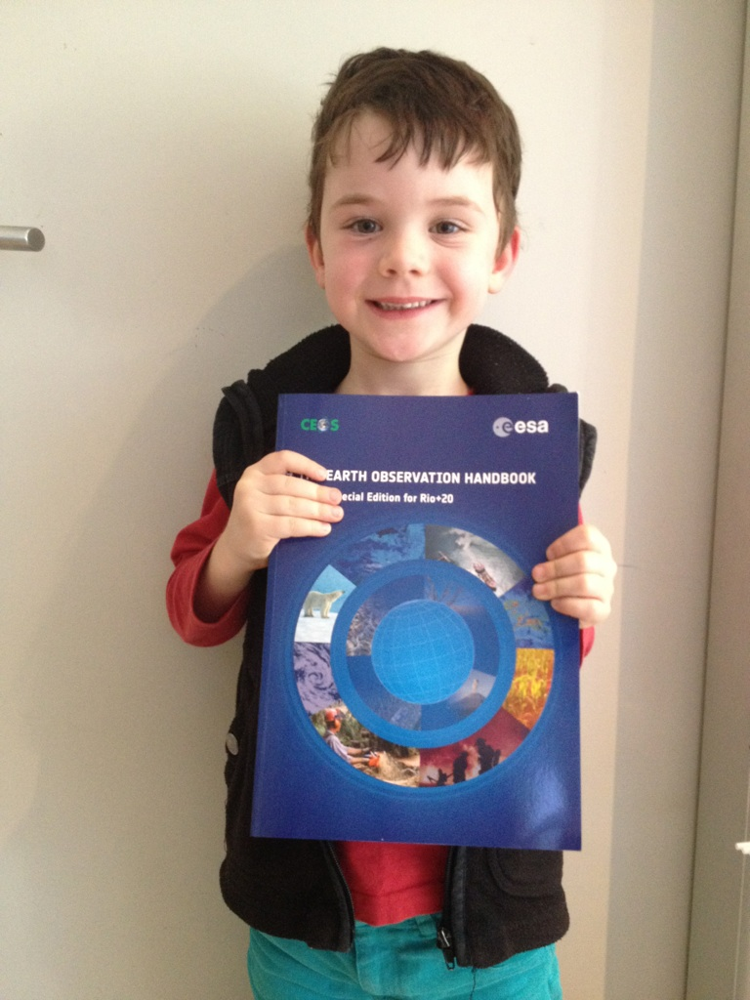 CEOS
esa
EARTH OBSERVATION HANDBOOK
Edition for Rio+20